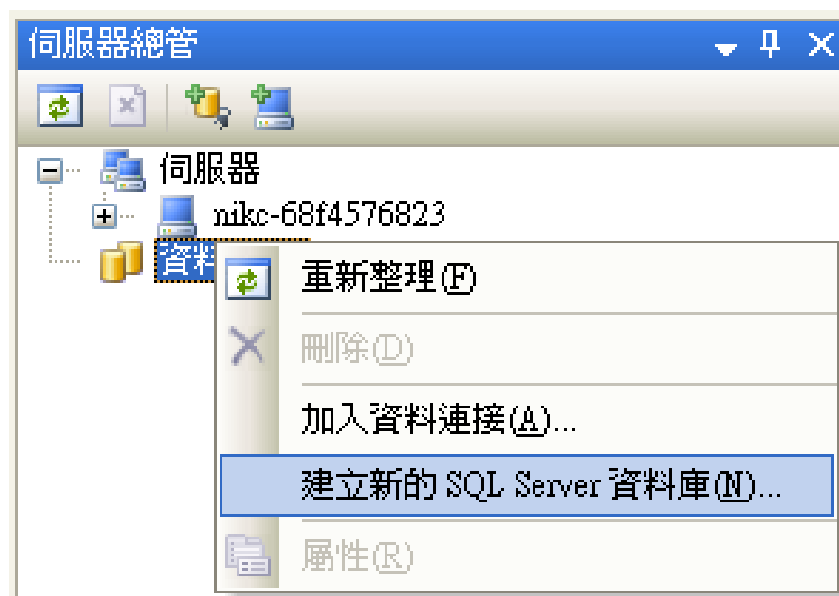 伺服器總管
伺服器
nikc-68f4576823
資料
重新整理(F)
刪除(D)
加入資料連接(A)...
建立新的 SQL Server 資料庫(N)...
屬性(R)